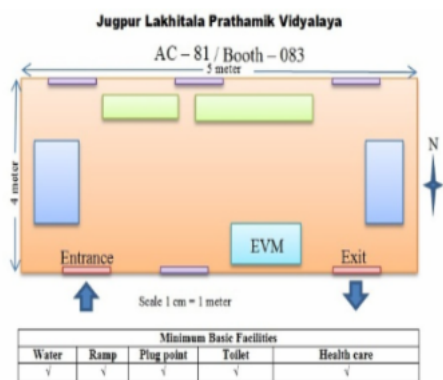 Jugpur Lakhitala Prathamik Vidyalaya
AC – 81 / Booth – 083
5 meter
4 meter
N
EVM
Entrance
Exit
Scale 1 cm = 1 meter
Minimum Basic Facilities
Water Ramp Plug point Toilet Health care
√ √ √ √ √